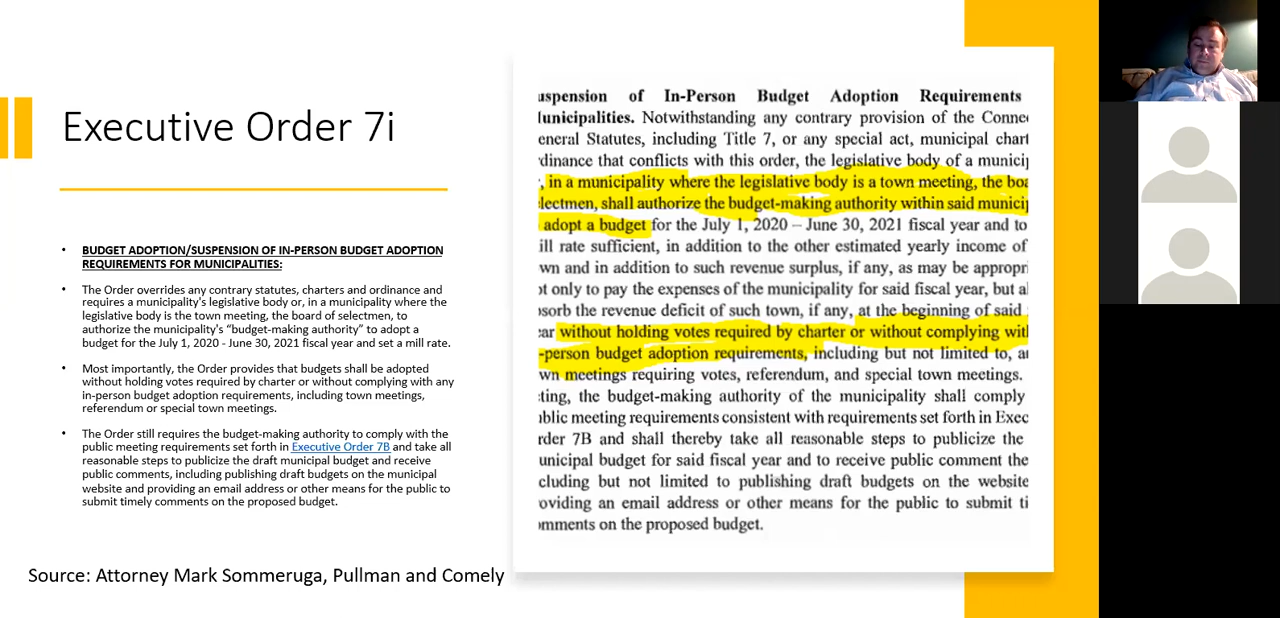 Executive Order 7i
• BUDGET ADOPTION/SUSPENSION OF IN-PERSON BUDGET ADOPTION
REQUIREMENTS FOR MUNICIPALITIES:
• The Order overrides any contrary statutes, charters and ordinance and
requires a municipality's legislative body or, in a municipality where the
legislative body is the town meeting, the board of selectmen, to
authorize the municipality's “budget-making authority” to adopt a
budget for the July 1, 2020 - June 30, 2021 fiscal year and set a mill rate.
• Most importantly, the Order provides that budgets shall be adopted
without holding votes required by charter or without complying with any
in-person budget adoption requirements, including town meetings,
referendum or special town meetings.
• The Order still requires the budget-making authority to comply with the
public meeting requirements set forth in Executive Order 7B and take all
reasonable steps to publicize the draft municipal budget and receive
public comments, including publishing draft budgets on the municipal
website and providing an email address or other means for the public to
submit timely comments on the proposed budget.
Source: Attorney Mark Sommeruga, Pullman and Comely
uspension of In-Person Budget Adoption Requirements
unicipalities. Notwithstanding any contrary provision of the Conne
eneral Statutes, including Title 7, or any special act, municipal chart
rdinance that conflicts with this order, the legislative body of a municip
, in a municipality where the legislative body is a town meeting, the boa
lectmen, shall authorize the budget-making authority within said municip
adopt a budget for the July 1, 2020 – June 30, 2021 fiscal year and to
ill rate sufficient, in addition to the other estimated yearly income of
wn and in addition to such revenue surplus, if any, as may be appropri
ot only to pay the expenses of the municipality for said fiscal year, but al
bsorb the revenue deficit of such town, if any, at the beginning of said
ear without holding votes required by charter or without complying wit
-person budget adoption requirements, including but not limited to, a
wn meetings requiring votes, referendum, and special town meetings.
ting, the budget-making authority of the municipality shall comply
ublic meeting requirements consistent with requirements set forth in Exec
rder 7B and shall thereby take all reasonable steps to publicize the
unicipal budget for said fiscal year and to receive public comment the
cluding but not limited to publishing draft budgets on the website
oviding an email address or other means for the public to submit ti
omments on the proposed budget.